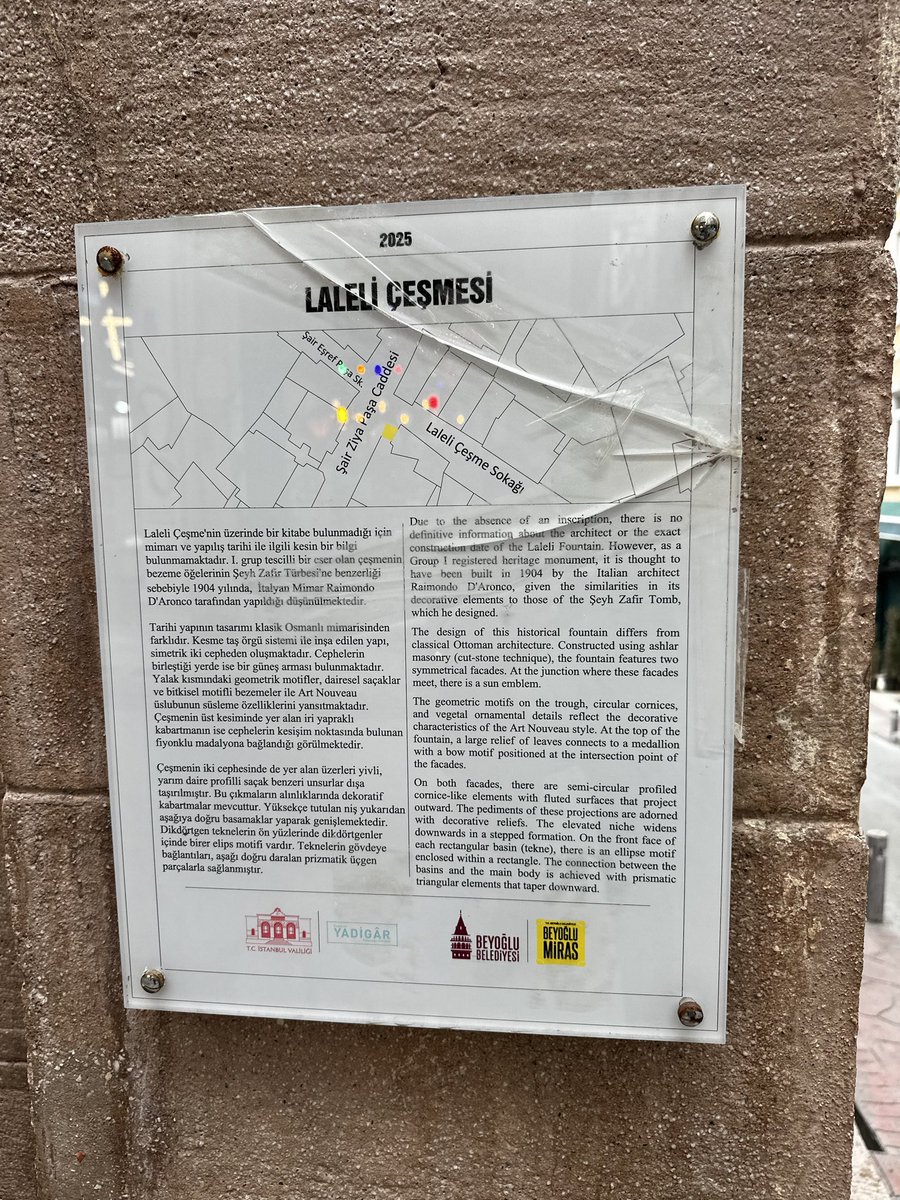 2025
LALELİ ÇEŞMESİ
Şair Eşref Paşa Sk.
Şair Ziya Paşa Caddesi
Laleli Çeşme Sokağı
Laleli Çeşme'nin üzerinde bir kitabe bulunmadığı için
mimarı ve yapılış tarihi ile ilgili kesin bir bilgi
bulunmamaktadır. I. grup tescilli bir eser olan çeşmenin
bezeme öğelerinin Şeyh Zafir Türbesi'ne benzerliği
sebebiyle 1904 yılında, İtalyan Mimar Raimondo
D'Aronco tarafından yapıldığı düşünülmektedir.
Tarihi yapının tasarımı klasik Osmanlı mimarisinden
farklıdır. Kesme taş örgü sistemi ile inşa edilen yapı,
simetrik iki cepheden oluşmaktadır. Cephelerin
birleştiği yerde ise bir güneş arması bulunmaktadır.
Yalak kısmındaki geometrik motifler, dairesel saçaklar
ve bitkisel motifli bezemeler ile Art Nouveau
üslubunun süsleme özelliklerini yansıtmaktadır.
Çeşmenin üst kesiminde yer alan iri yapraklı
kabartmanın ise cephelerin kesişim noktasında bulunan
fiyonklu madalyona bağlandığı görülmektedir.
Çeşmenin iki cephesinde de yer alan üzerleri yivli,
yarım daire profilli saçak benzeri unsurlar dışa
taşırılmıştır. Bu çıkmaların alınlıklarında dekoratif
kabartmalar mevcuttur. Yüksekçe tutulan niş yukarıdan
aşağıya doğru basamaklar yaparak genişlemektedir.
Dikdörtgen teknelerin ön yüzlerinde dikdörtgenler
içinde birer elips motifi vardır. Teknelerin gövdeye
bağlantıları, aşağı doğru daralan prizmatik üçgen
parçalarla sağlanmıştır.
Due to the absence of an inscription, there is no
definitive information about the architect or the exact
construction date of the Laleli Fountain. However, as a
Group I registered heritage monument, it is thought to
have been built in 1904 by the Italian architect
Raimondo D'Aronco, given the similarities in its
decorative elements to those of the Şeyh Zafir Tomb,
which he designed.
The design of this historical fountain differs from
classical Ottoman architecture. Constructed using ashlar
masonry (cut-stone technique), the fountain features two
symmetrical facades. At the junction where these facades
meet, there is a sun emblem.
The geometric motifs on the trough, circular cornices,
and vegetal ornamental details reflect the decorative
characteristics of the Art Nouveau style. At the top of the
fountain, a large relief of leaves connects to a medallion
with a bow motif positioned at the intersection point of
the facades.
On both facades, there are semi-circular profiled
cornice-like elements with fluted surfaces that project
outward. The pediments of these projections are adorned
with decorative reliefs. The elevated niche widens
downwards in a stepped formation. On the front face of
each rectangular basin (tekne), there is an ellipse motif
enclosed within a rectangle. The connection between the
basins and the main body is achieved with prismatic
triangular elements that taper downward.
T.C. İSTANBUL VALİLİĞİ
YADİGÂR
BEYOĞLU
BELEDİYESİ
BEYOĞLU
MİRAS